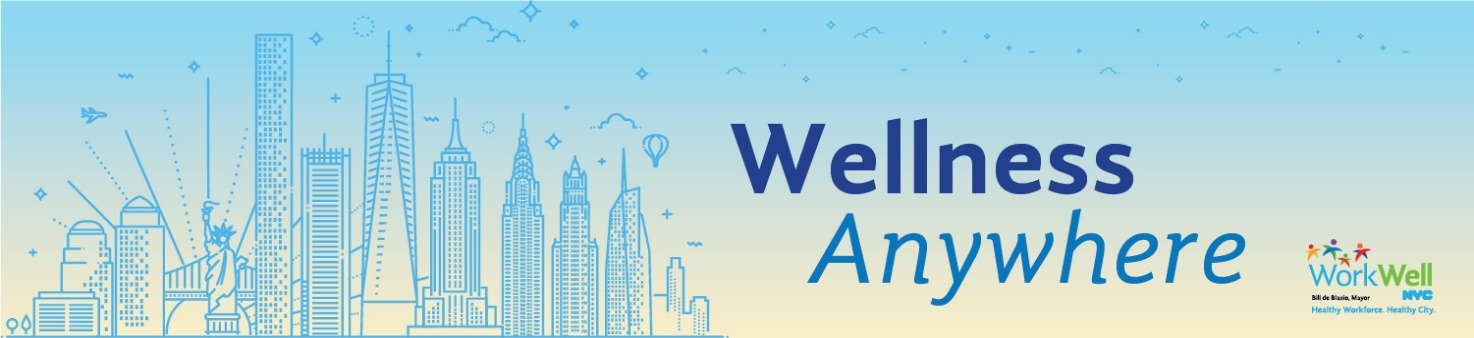 Wellness
Anywhere
WorkWell
Bill de Blasio, Mayor NYC
Healthy Workforce. Healthy City.